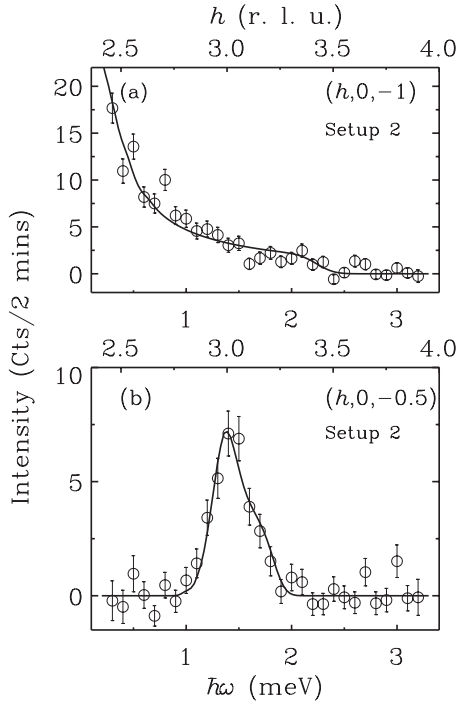 h (r. l. u.)
2.5 3.0 3.5 4.0
20 (a) (h,0,−1)
Setup 2
15
10
5
0
1 2 3
2.5 3.0 3.5 4.0
10
(b) (h,0,−0.5)
Setup 2
5
0
1 2 3
ħω (meV)
Intensity (Cts/2 mins)